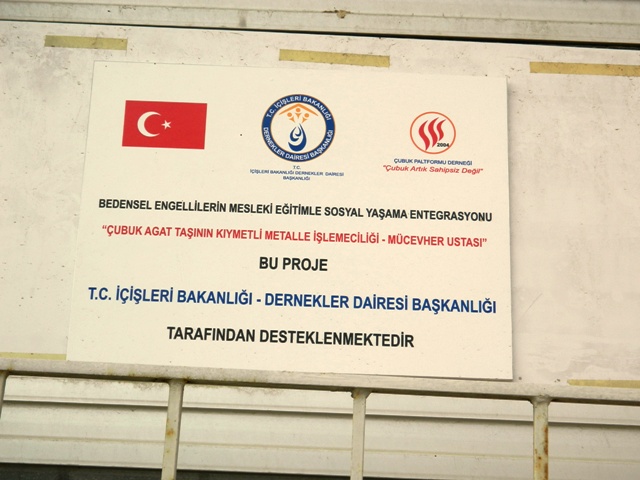 T.C. İÇİŞLERİ BAKANLIĞI
DERNEKLER DAİRESİ BAŞKANLIĞI
T.C.
İÇİŞLERİ BAKANLIĞI DERNEKLER DAİRESİ
BAŞKANLIĞI
2004
ÇUBUK PALTFORMU DERNEĞİ
"Çubuk Artık Sahipsiz Değil"
BEDENSEL ENGELLİLERİN MESLEKİ EĞİTİMLE SOSYAL YAŞAMA ENTEGRASYONU
"ÇUBUK AGAT TAŞININ KIYMETLİ METALLE İŞLEMECİLİĞİ - MÜCEVHER USTASI"
BU PROJE
T.C. İÇİŞLERİ BAKANLIĞI - DERNEKLER DAİRESİ BAŞKANLIĞI
TARAFINDAN DESTEKLENMEKTEDİR